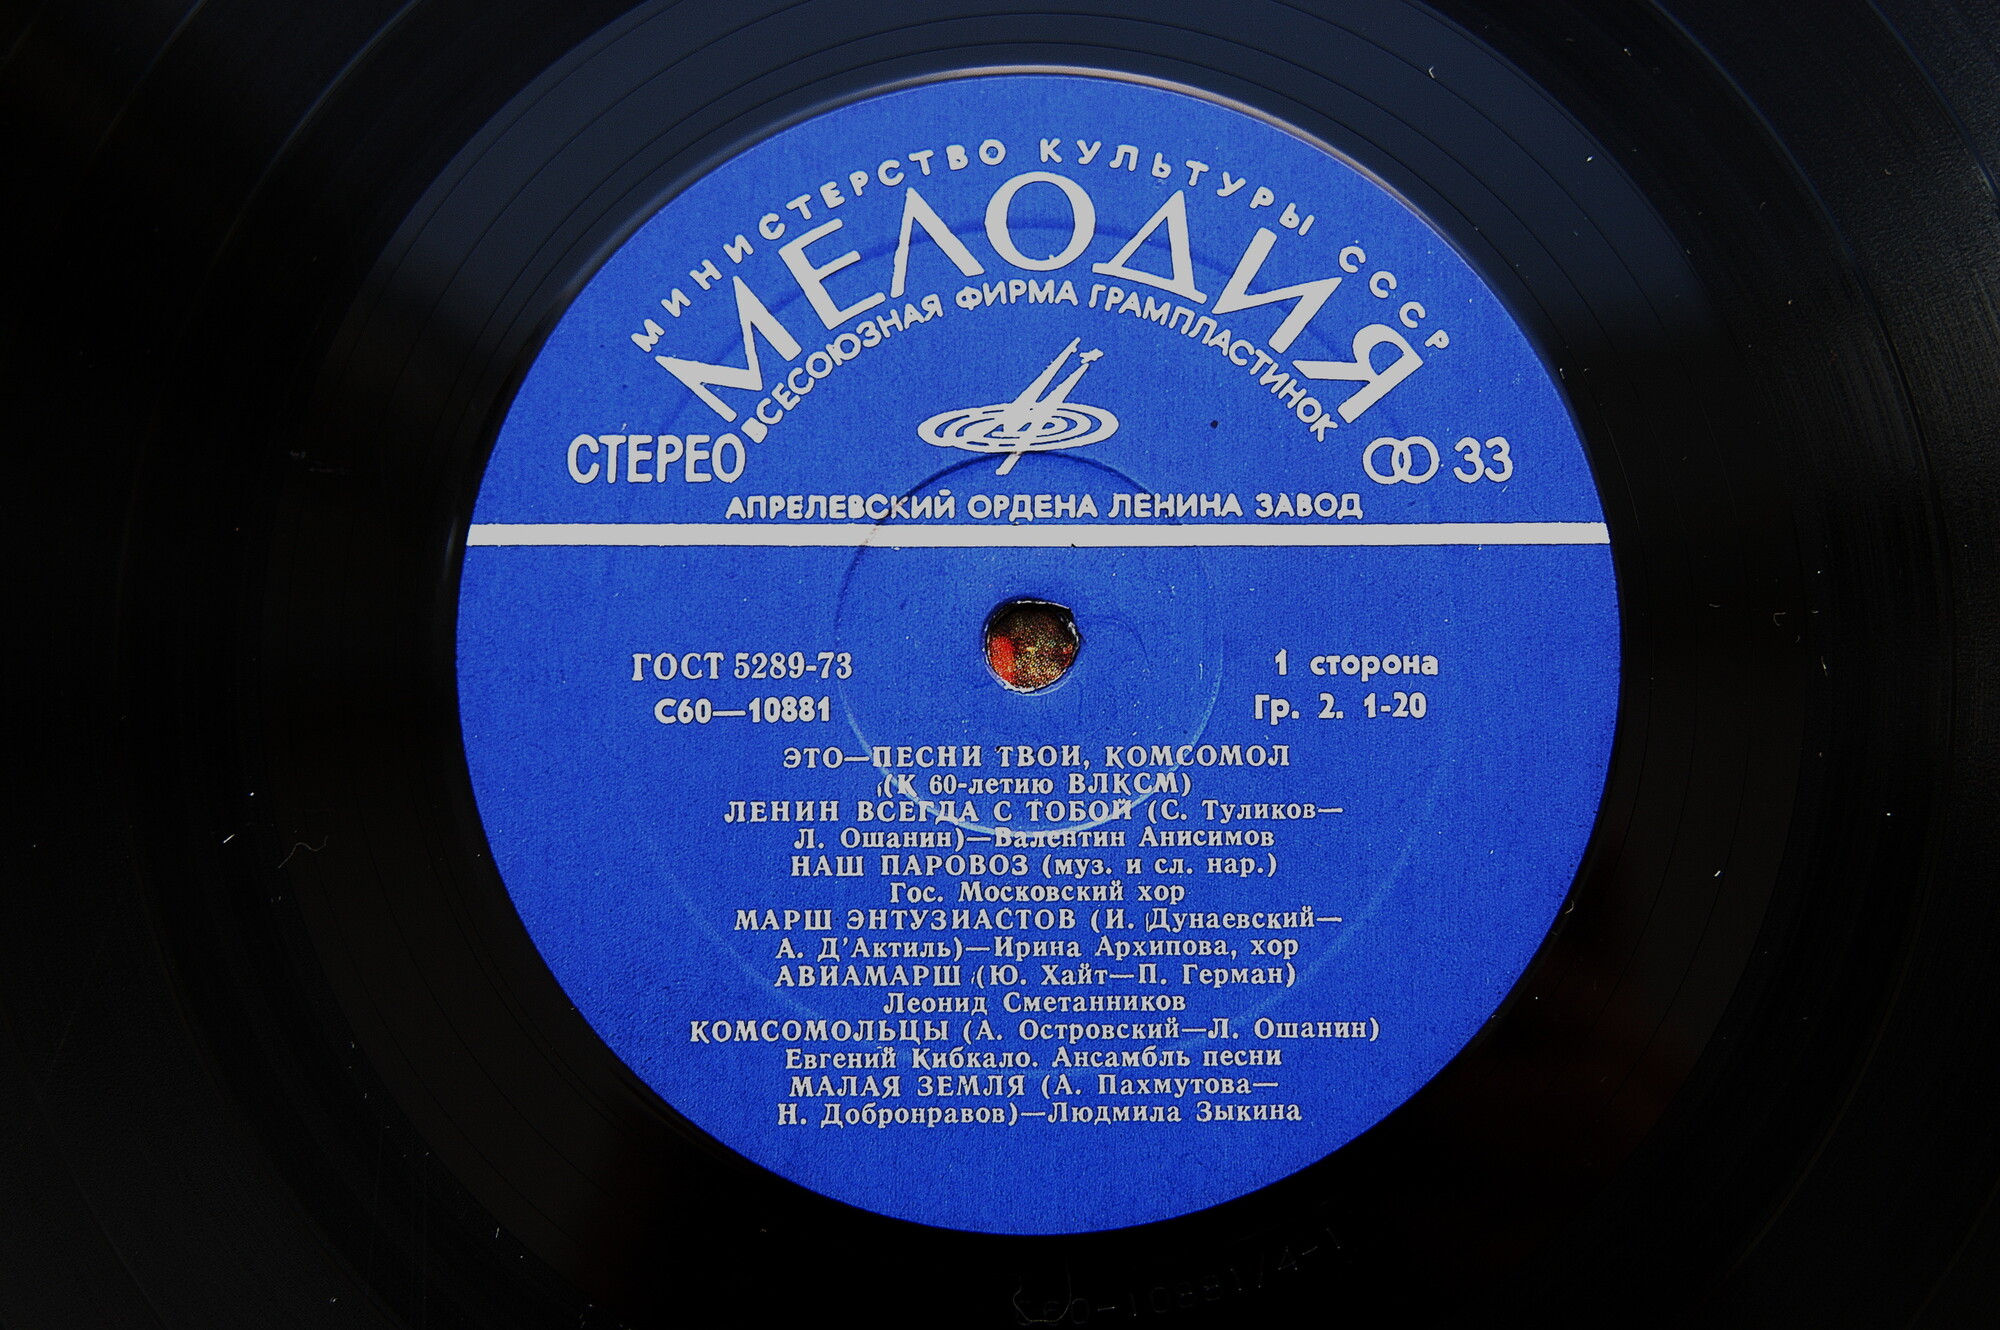 МИНИСТЕРСТВО КУЛЬТУРЫ СССР
МЕЛОДИЯ
ВСЕСОЮЗНАЯ ФИРМА ГРАМПЛАСТИНОК
СТЕРЕО
33
АПРЕЛЕВСКИЙ ОРДЕНА ЛЕНИНА ЗАВОД
ГОСТ 5289-73
С60—10881
1 сторона
Гр. 2. 1-20
ЭТО—ПЕСНИ ТВОИ, КОМСОМОЛ
(К 60-летию ВЛКСМ)
ЛЕНИН ВСЕГДА С ТОБОЙ (С. Туликов—
Л. Ошанин)—Валентин Анисимов
НАШ ПАРОВОЗ (муз. и сл. нар.)
Гос. Московский хор
МАРШ ЭНТУЗИАСТОВ (И. Дунаевский—
А. Д'Актиль)—Ирина Архипова, хор
АВИАМАРШ (Ю. Хайт—П. Герман)
Леонид Сметанников
КОМСОМОЛЬЦЫ (А. Островский—Л. Ошанин)
Евгений Кибкало. Ансамбль песни
МАЛАЯ ЗЕМЛЯ (А. Пахмутова—
Н. Добронравов)—Людмила Зыкина